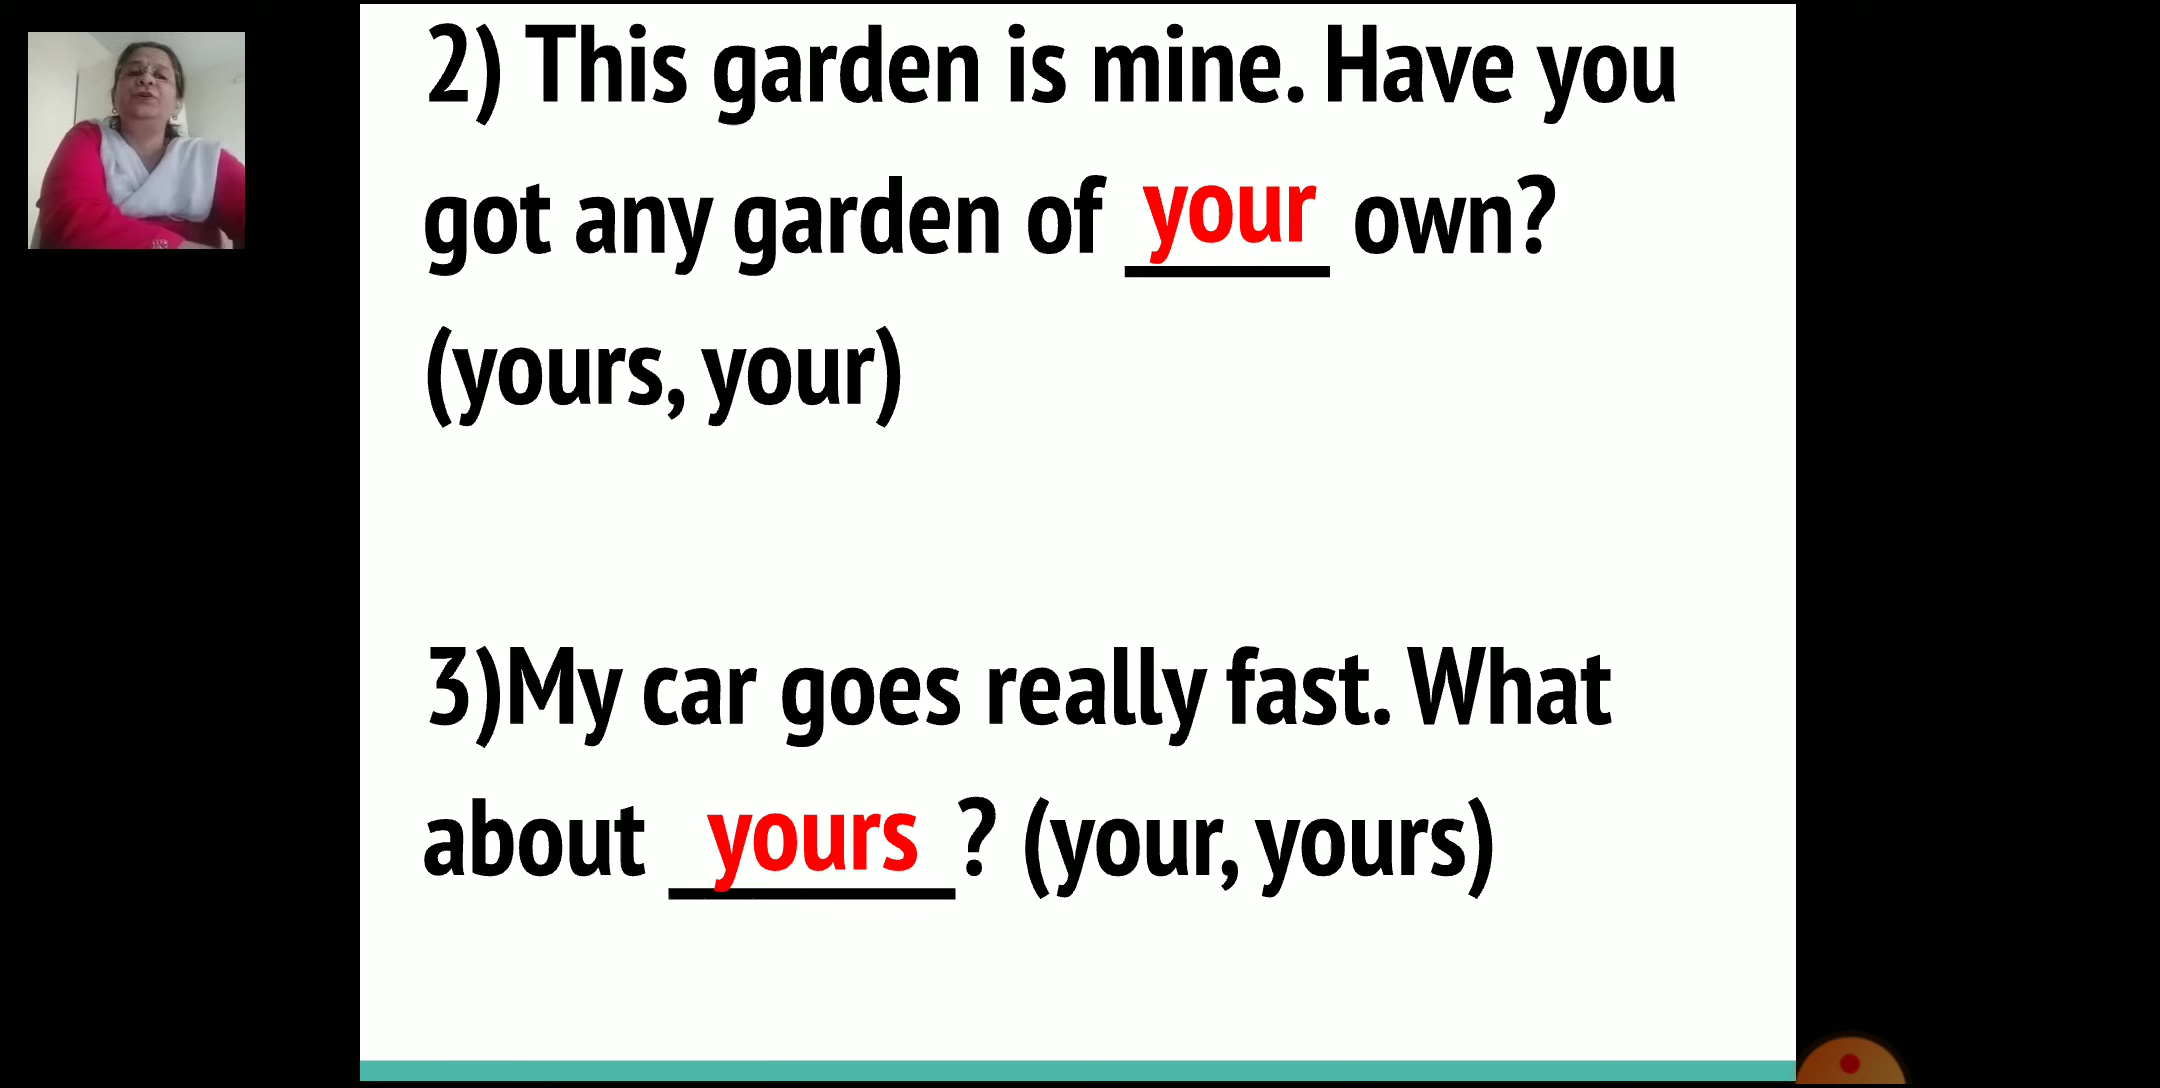 2) This garden is mine. Have you
got any garden of your own?
(yours, your)
3)My car goes really fast. What
about yours? (your, yours)